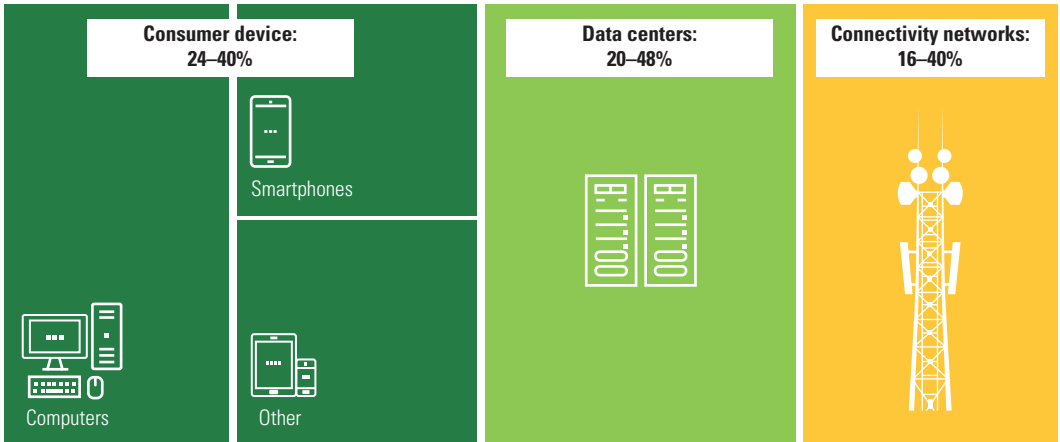 Consumer device:
24–40%
Data centers:
20–48%
Connectivity networks:
16–40%
Smartphones
Computers
Other